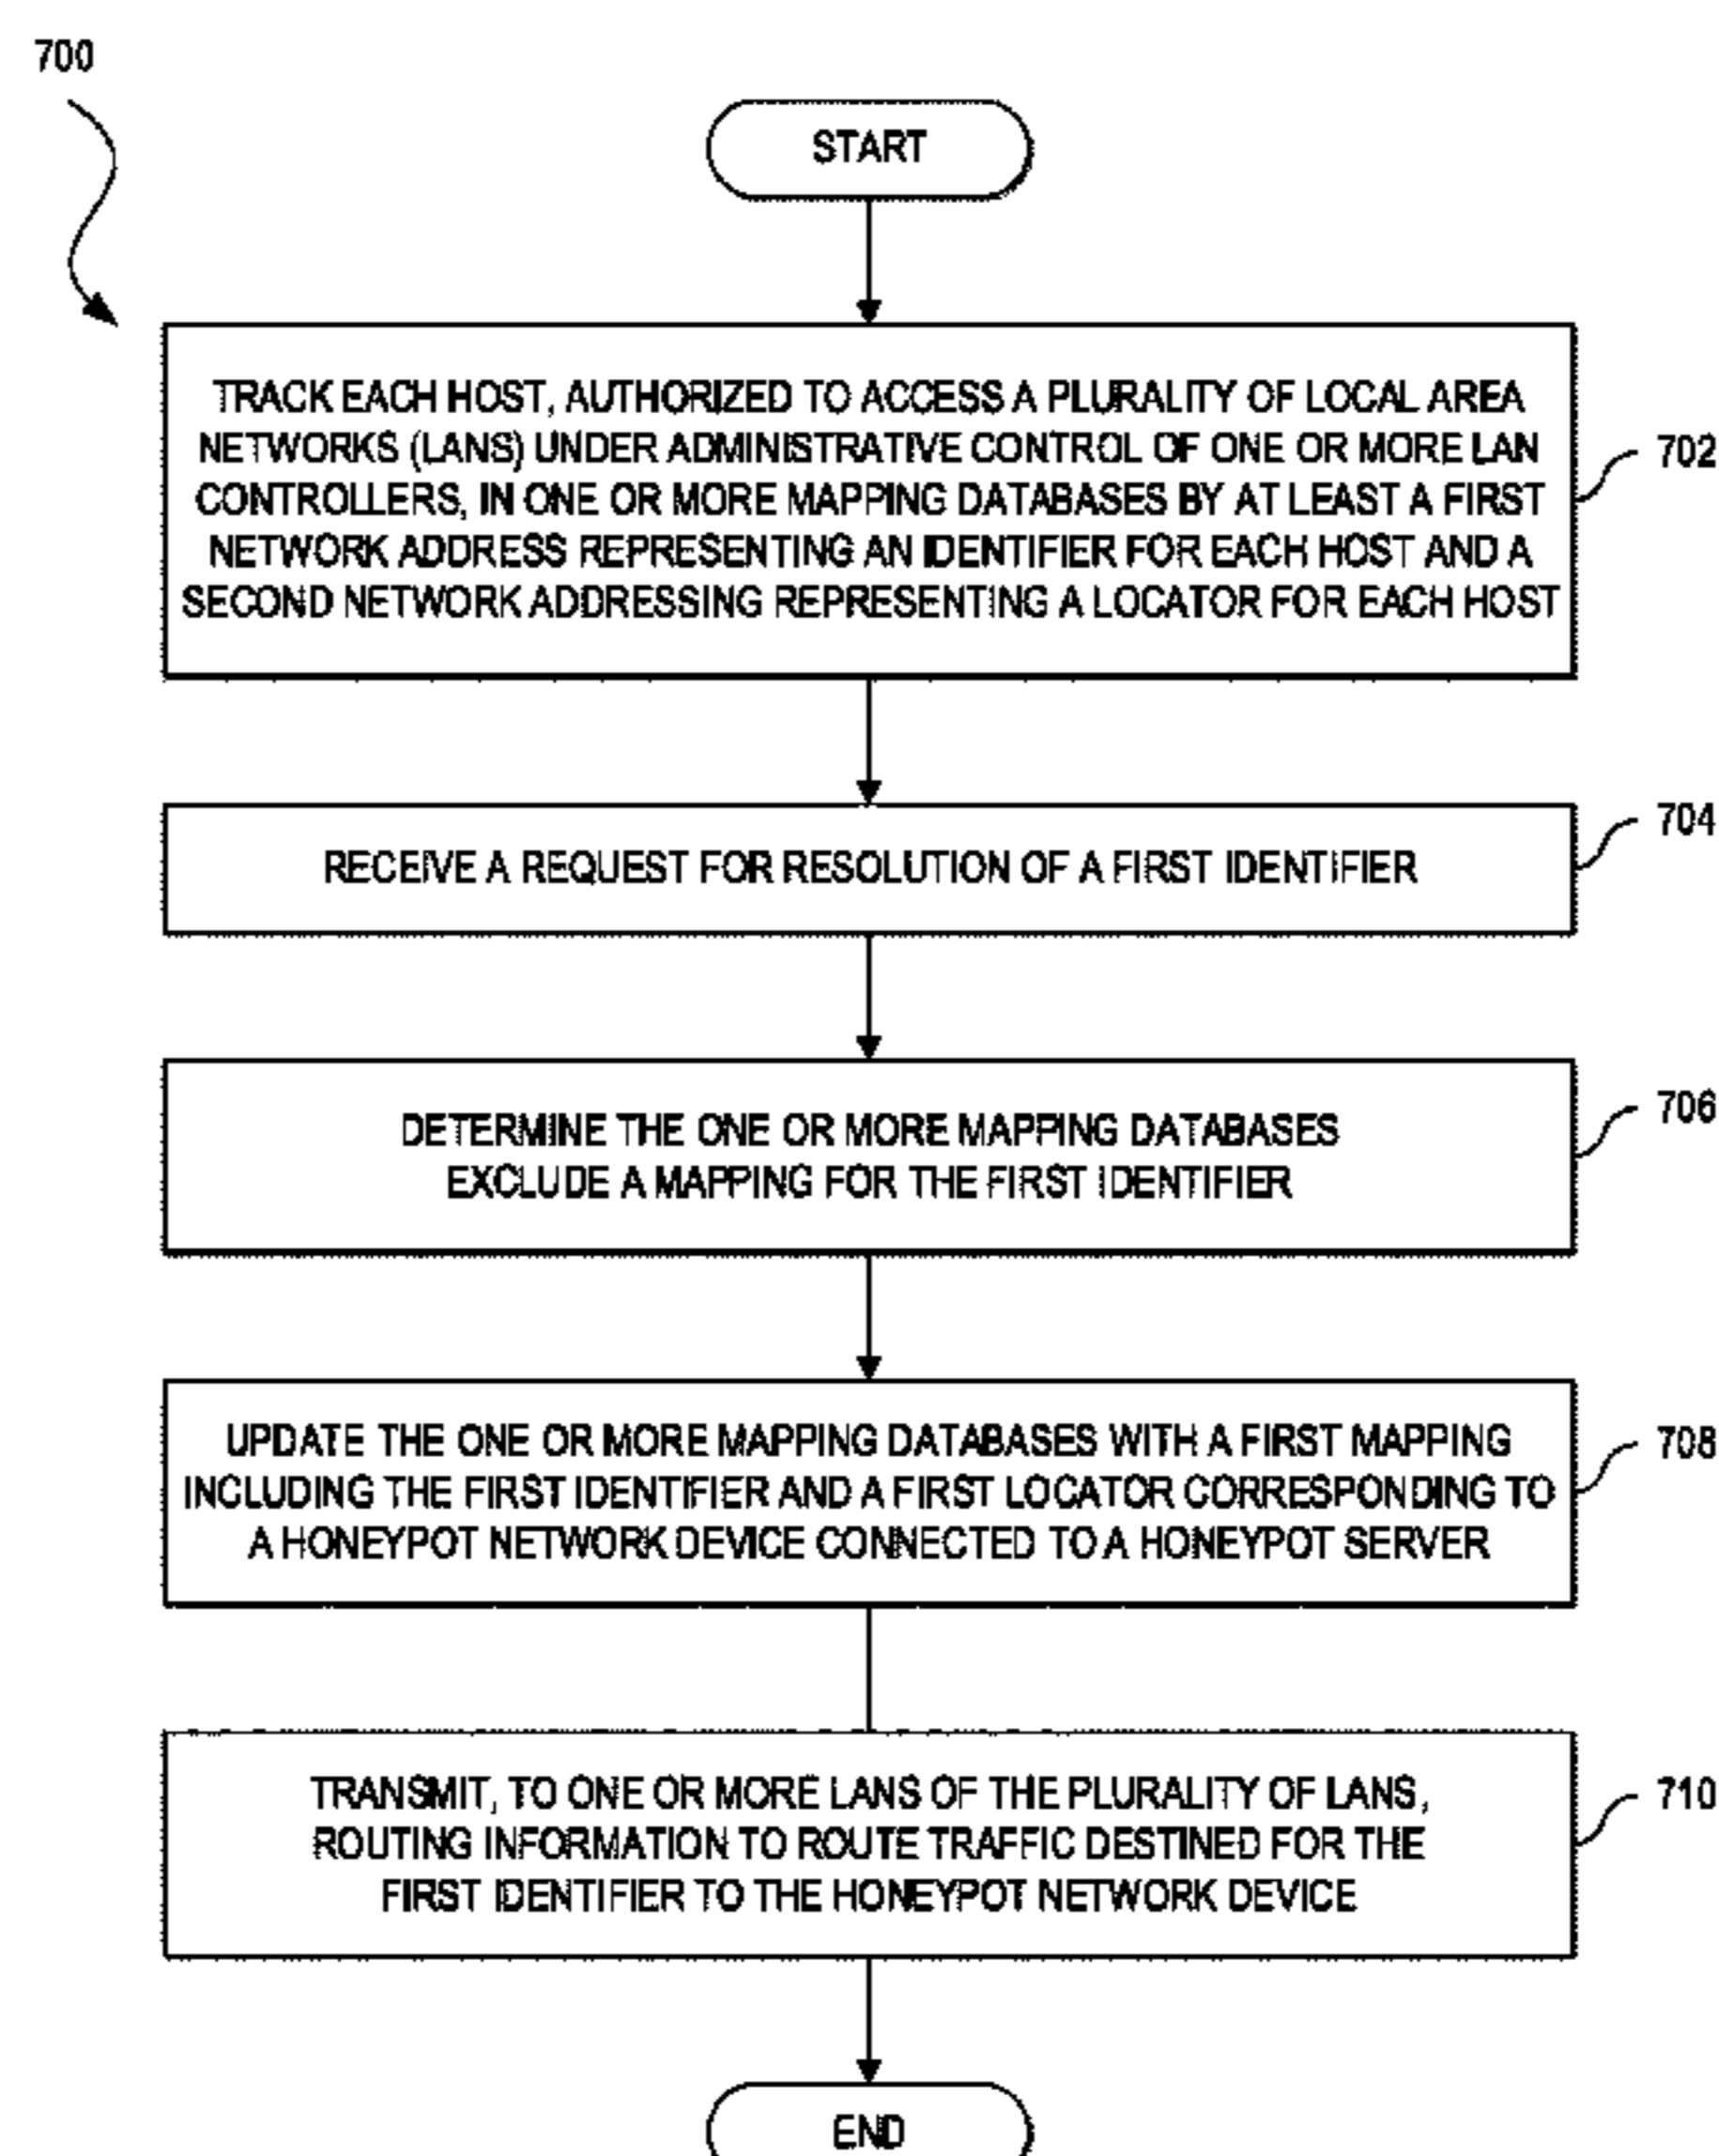 700
START
TRACK EACH HOST, AUTHORIZED TO ACCESS A PLURALITY OF LOCAL AREA
NETWORKS (LANS) UNDER ADMINISTRATIVE CONTROL OF ONE OR MORE LAN
CONTROLLERS, IN ONE OR MORE MAPPING DATABASES BY AT LEAST A FIRST
NETWORK ADDRESS REPRESENTING AN IDENTIFIER FOR EACH HOST AND A
SECOND NETWORK ADDRESSING REPRESENTING A LOCATOR FOR EACH HOST
702
RECEIVE A REQUEST FOR RESOLUTION OF A FIRST IDENTIFIER
704
DETERMINE THE ONE OR MORE MAPPING DATABASES
EXCLUDE A MAPPING FOR THE FIRST IDENTIFIER
706
UPDATE THE ONE OR MORE MAPPING DATABASES WITH A FIRST MAPPING
INCLUDING THE FIRST IDENTIFIER AND A FIRST LOCATOR CORRESPONDING TO
A HONEYPOT NETWORK DEVICE CONNECTED TO A HONEYPOT SERVER
708
TRANSMIT, TO ONE OR MORE LANS OF THE PLURALITY OF LANS,
ROUTING INFORMATION TO ROUTE TRAFFIC DESTINED FOR THE
FIRST IDENTIFIER TO THE HONEYPOT NETWORK DEVICE
710
END